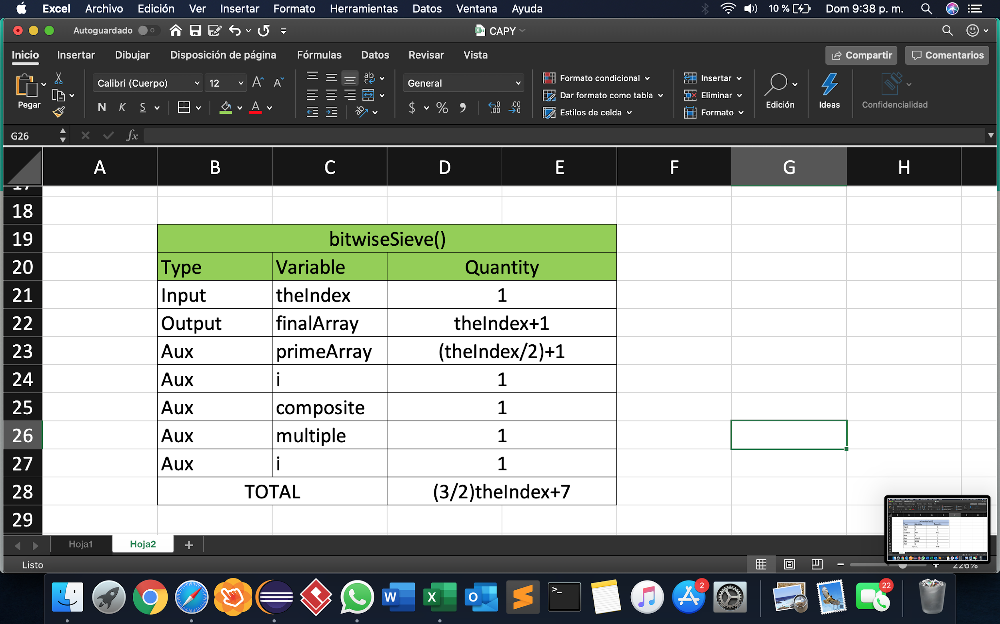 Excel Archivo Edición Ver Insertar Formato Herramientas Datos Ventana Ayuda 10 % Dom 9:38 p. m.
Autoguardado CAPY
Inicio Insertar Dibujar Disposición de página Fórmulas Datos Revisar Vista Compartir Comentarios
Pegar Calibri (Cuerpo) 12 General Formato condicional Dar formato como tabla Estilos de celda Insertar Eliminar Formato Edición Ideas Confidencialidad
N K S $ %
G26 fx
A B C D E F G H
17
18
19 bitwiseSieve()
20 Type Variable Quantity
21 Input theIndex 1
22 Output finalArray theIndex+1
23 Aux primeArray (theIndex/2)+1
24 Aux i 1
25 Aux composite 1
26 Aux multiple 1
27 Aux i 1
28 TOTAL (3/2)theIndex+7
29
Hoja1 Hoja2 +
Listo 226%
W X O 2 22